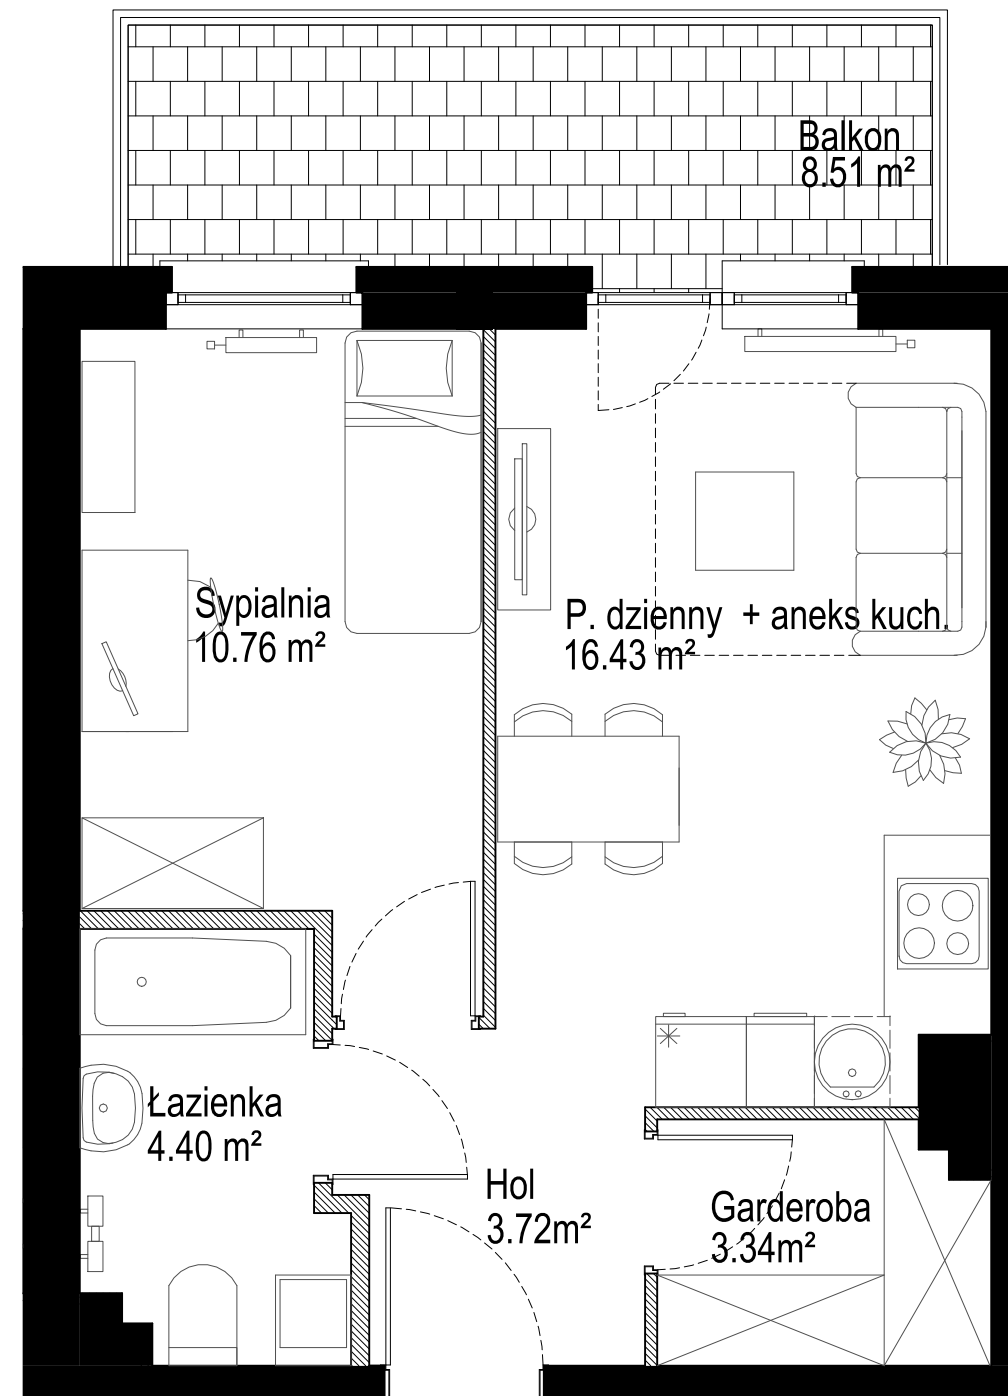 Balkon
8.51 m²
Sypialnia
10.76 m²
P. dzienny + aneks kuch.
16.43 m²
Łazienka
4.40 m²
Hol
3.72m²
Garderoba
3.34m²